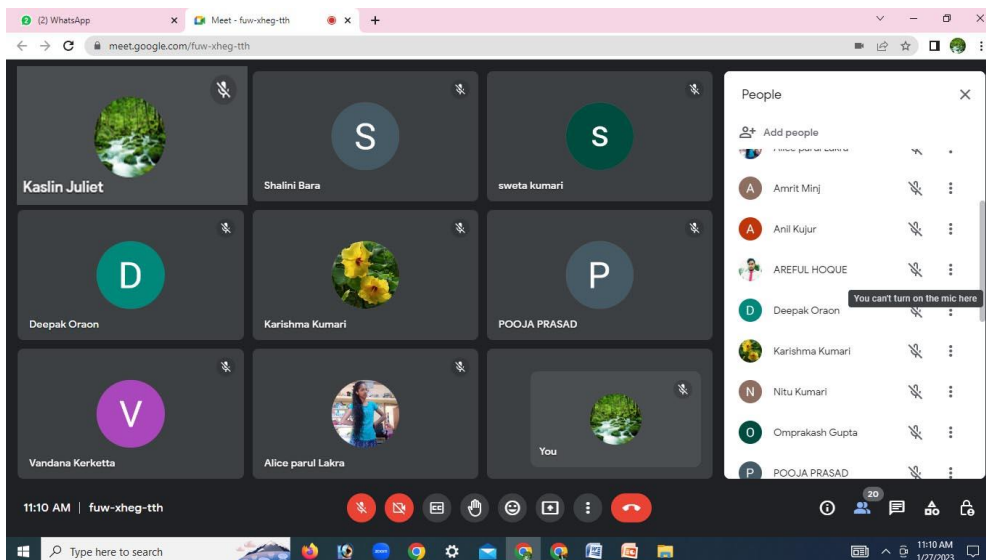 (2) WhatsApp
Meet - fuw-xheg-tth
meet.google.com/fuw-xheg-tth
Kaslin Juliet
S
Shalini Bara
s
sweta kumari
D
Deepak Oraon
Karishma Kumari
P
POOJA PRASAD
V
Vandana Kerketta
Alice parul Lakra
You
People
Add people
A Amrit Minj
A Anil Kujur
AREFUL HOQUE
You can't turn on the mic here
D Deepak Oraon
Karishma Kumari
N Nitu Kumari
O Omprakash Gupta
P POOJA PRASAD
11:10 AM | fuw-xheg-tth
CC
20
Type here to search
11:10 AM
1/27/2023